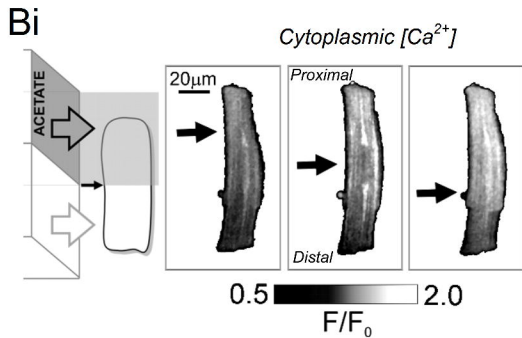 Bi
Cytoplasmic [Ca²⁺]
ACETATE
20μm
Proximal
Distal
0.5
2.0
F/F₀